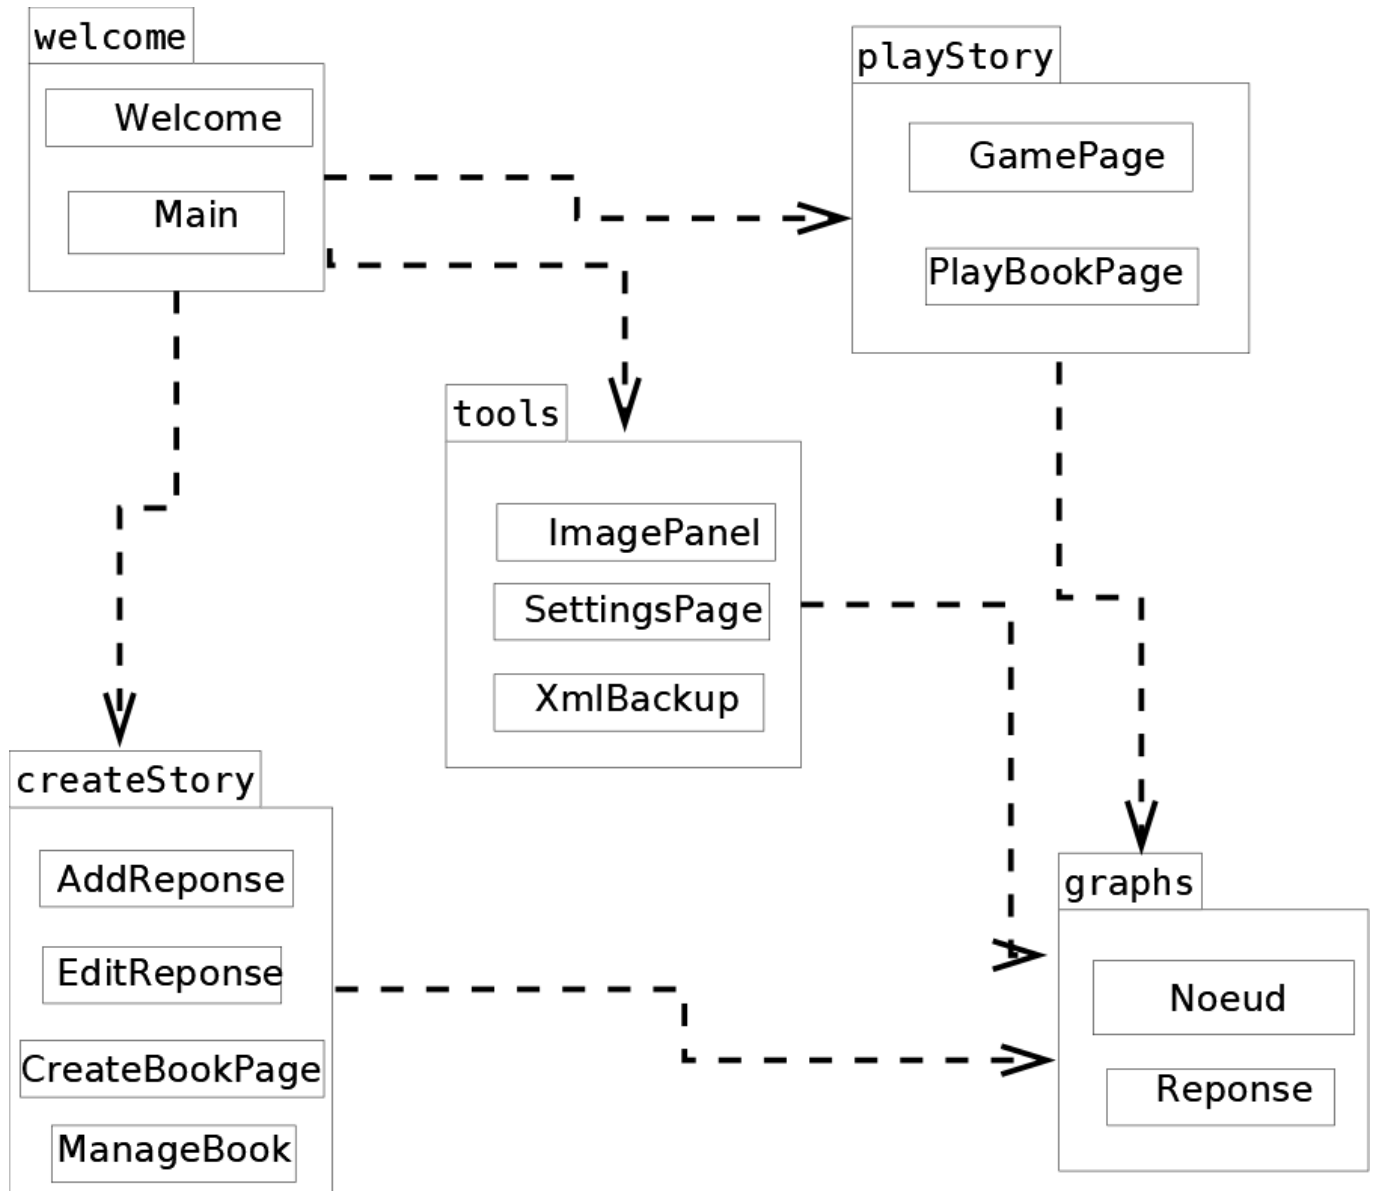 welcome
Welcome
Main
playStory
GamePage
PlayBookPage
tools
ImagePanel
SettingsPage
XmlBackup
createStory
AddReponse
EditReponse
CreateBookPage
ManageBook
graphs
Noeud
Reponse